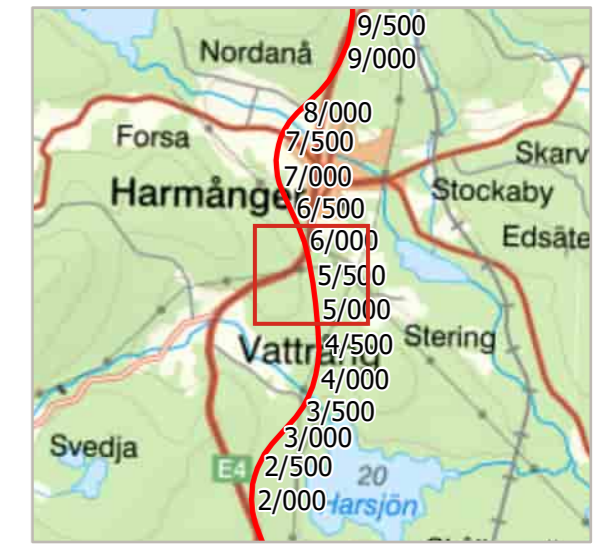 9/500
Nordanå
9/000
8/000
Forsa
7/500
Skarv
7/000
Stockaby
Harmånge
6/500
6/000
Edsäte
5/500
5/000
Stering
4/500
4/000
3/500
3/000
Svedja
2/500
E4
20
2/000
Harsjön